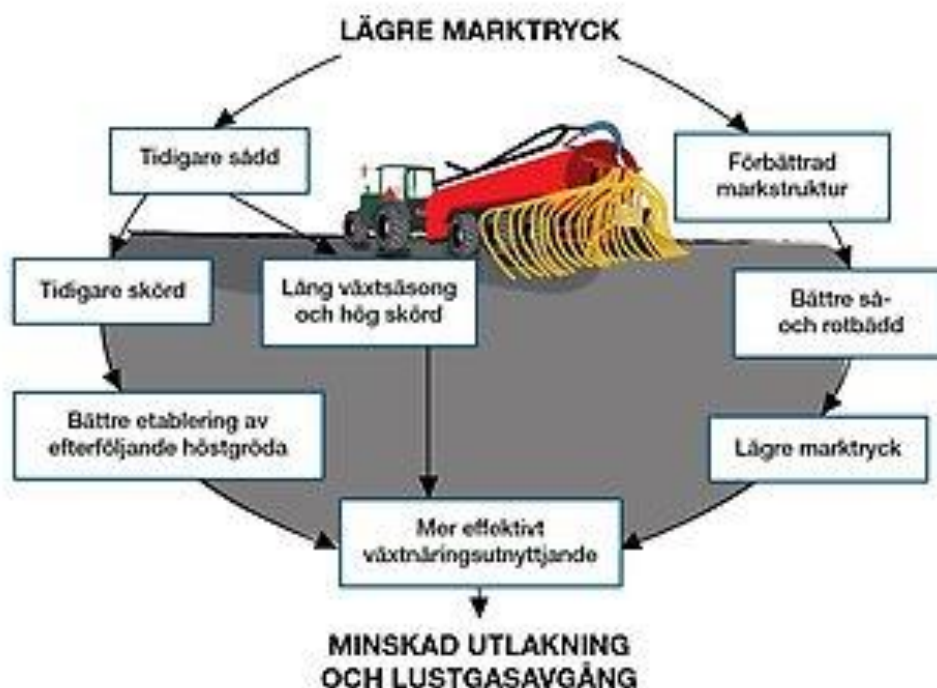 LÄGRE MARKTRYCK
Tidigare sådd
Förbättrad
markstruktur
Tidigare skörd
Lång växtsäsong
och hög skörd
Bättre så-
och rotbädd
Bättre etablering av
efterföljande höstgröda
Lägre marktryck
Mer effektivt
växtnäringsutnyttjande
MINSKAD UTLAKNING
OCH LUSTGASAVGÅNG